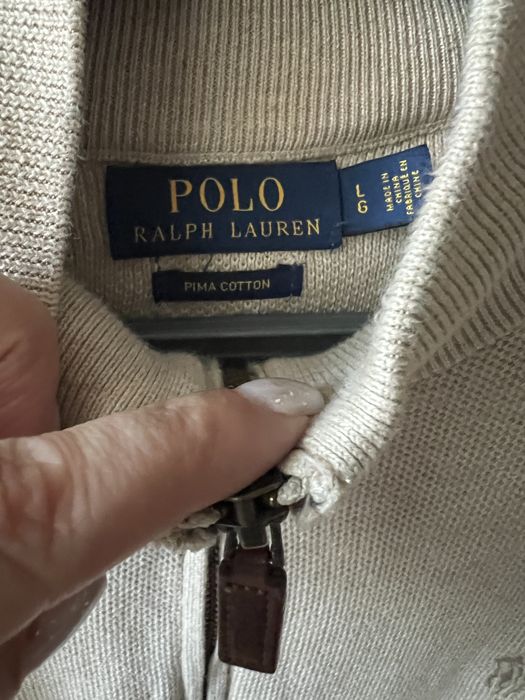 POLO
RALPH LAUREN
L
G
MADE IN
CHINA
FABRIQUÉ EN
CHINE
PIMA COTTON